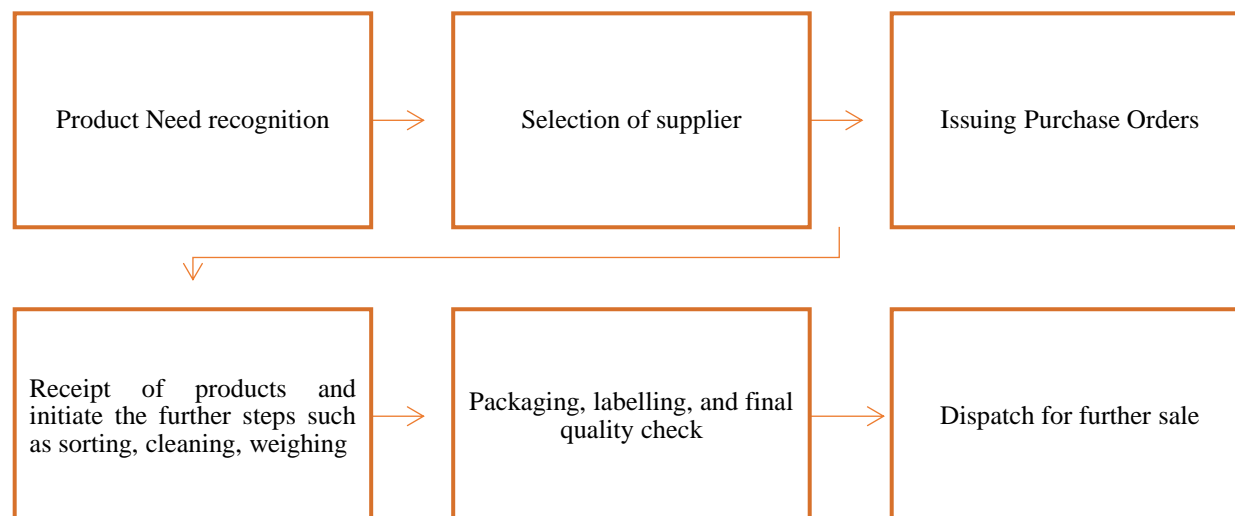 Product Need recognition
Selection of supplier
Issuing Purchase Orders
Receipt of products and
initiate the further steps such
as sorting, cleaning, weighing
Packaging, labelling, and final
quality check
Dispatch for further sale